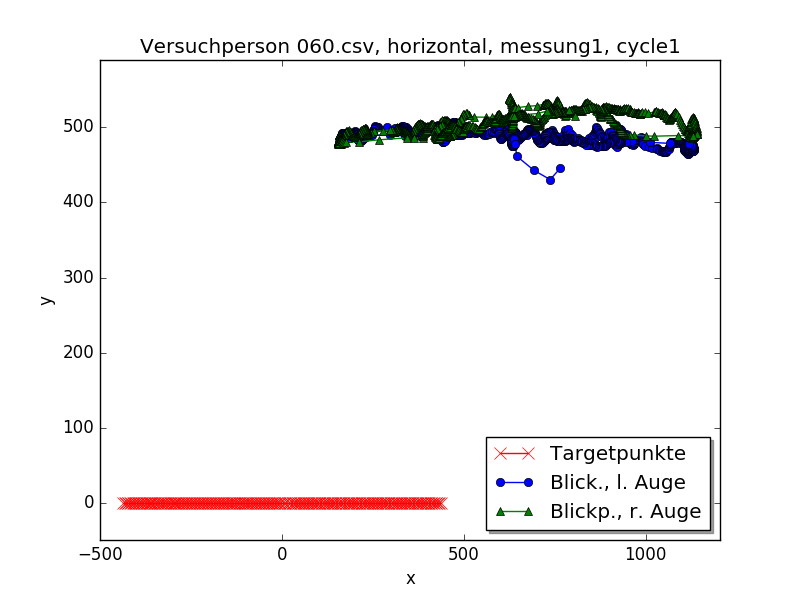 Versuchperson 060.csv, horizontal, messung1, cycle1
500
400
300
200
100
0
y
−500
0
500
1000
x
Targetpunkte
Blick., l. Auge
Blickp., r. Auge